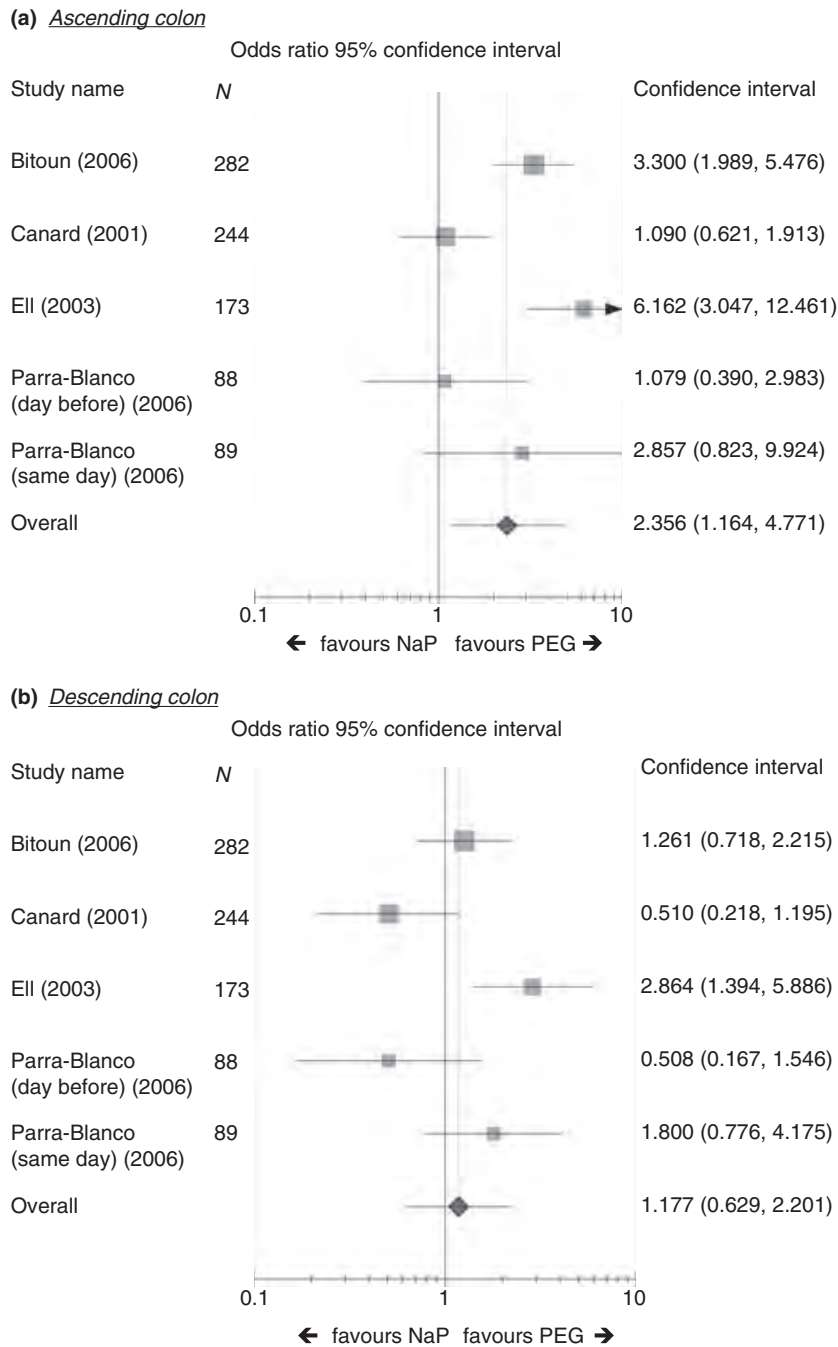 (a) Ascending colon
Odds ratio 95% confidence interval
Study name N Confidence interval
Bitoun (2006) 282 3.300 (1.989, 5.476)
Canard (2001) 244 1.090 (0.621, 1.913)
Ell (2003) 173 6.162 (3.047, 12.461)
Parra-Blanco 88 1.079 (0.390, 2.983)
(day before) (2006)
Parra-Blanco 89 2.857 (0.823, 9.924)
(same day) (2006)
Overall 2.356 (1.164, 4.771)
0.1 1 10
← favours NaP favours PEG →
(b) Descending colon
Odds ratio 95% confidence interval
Study name N Confidence interval
Bitoun (2006) 282 1.261 (0.718, 2.215)
Canard (2001) 244 0.510 (0.218, 1.195)
Ell (2003) 173 2.864 (1.394, 5.886)
Parra-Blanco 88 0.508 (0.167, 1.546)
(day before) (2006)
Parra-Blanco 89 1.800 (0.776, 4.175)
(same day) (2006)
Overall 1.177 (0.629, 2.201)
0.1 1 10
← favours NaP favours PEG →